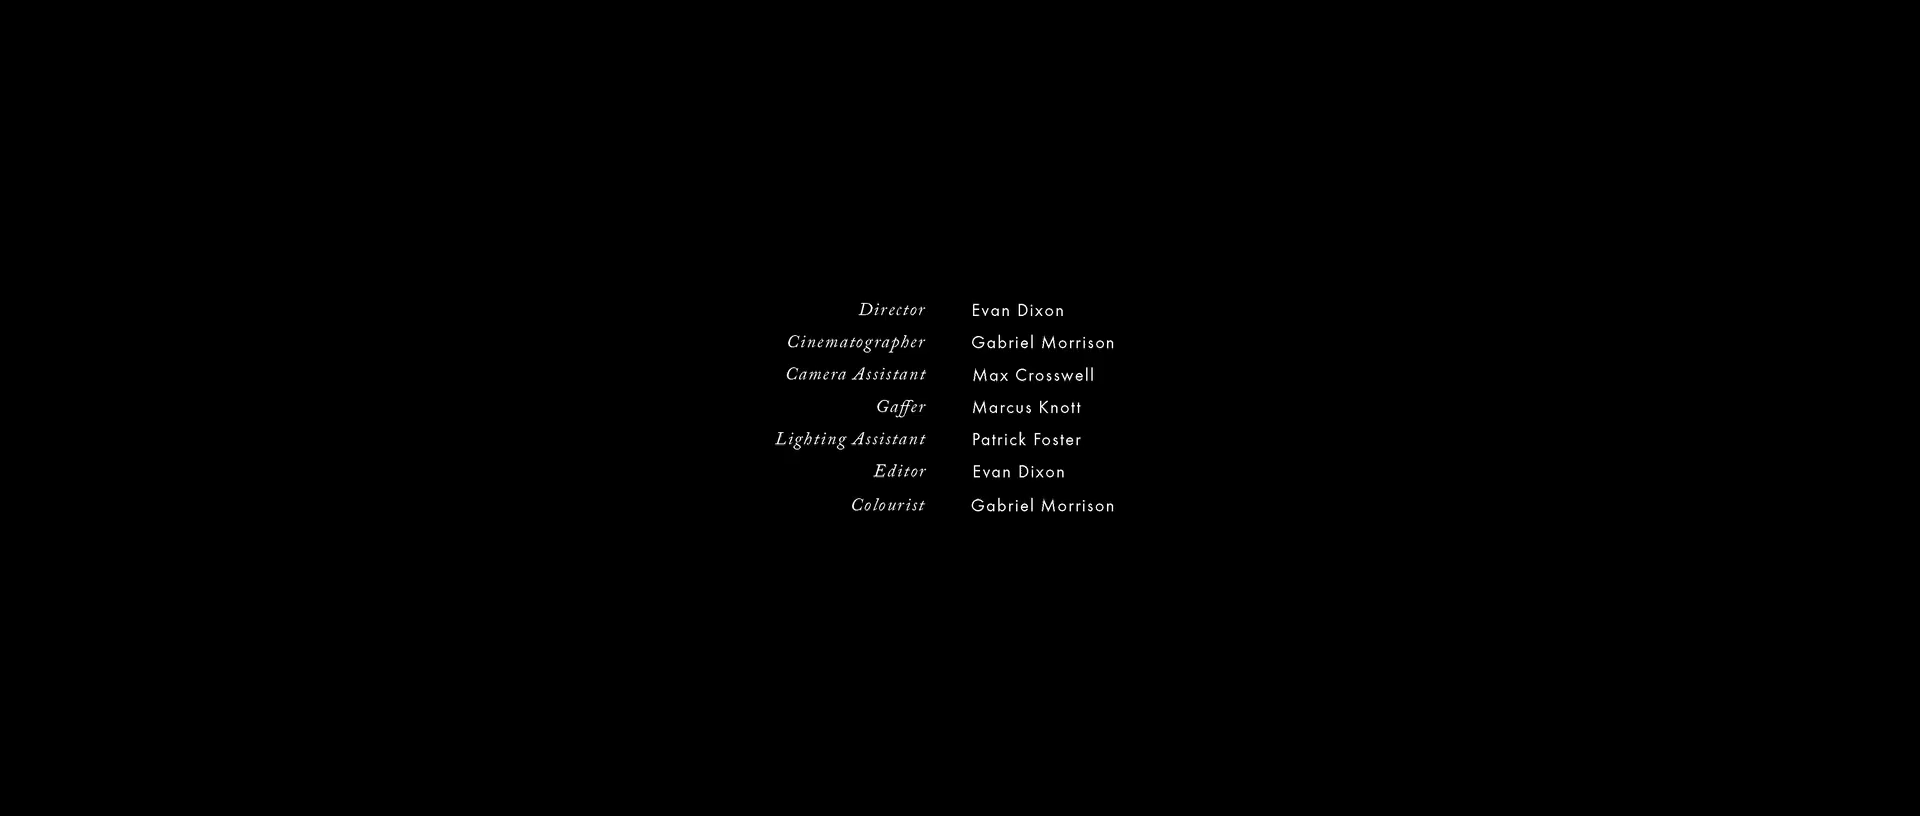 Director Evan Dixon
Cinematographer Gabriel Morrison
Camera Assistant Max Crosswell
Gaffer Marcus Knott
Lighting Assistant Patrick Foster
Editor Evan Dixon
Colourist Gabriel Morrison